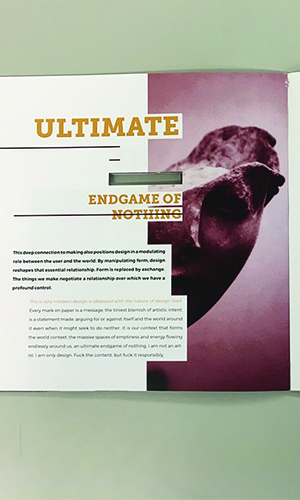 ULTIMATE
ENDGAME OF
NOTHING
This deep connection to making also positions design in a modulating
role between the user and the world. By manipulating form, design
reshapes that essential relationship. Form is replaced by exchange.
The things we make negotiate a relationship over which we have a
profound control.
This is why modern design is obsessed with the nature of design itself.
Every mark on paper is a message, the tiniest blemish of artistic intent
is a statement made; arguing for or against itself and the world around
it even when it might seek to do neither. It is our context that forms
the world context, the massive spaces of emptiness and energy flowing
endlessly around us, an ultimate endgame of nothing. I am not an art-
ist. I am only design. Fuck the content, but fuck it responsibly.